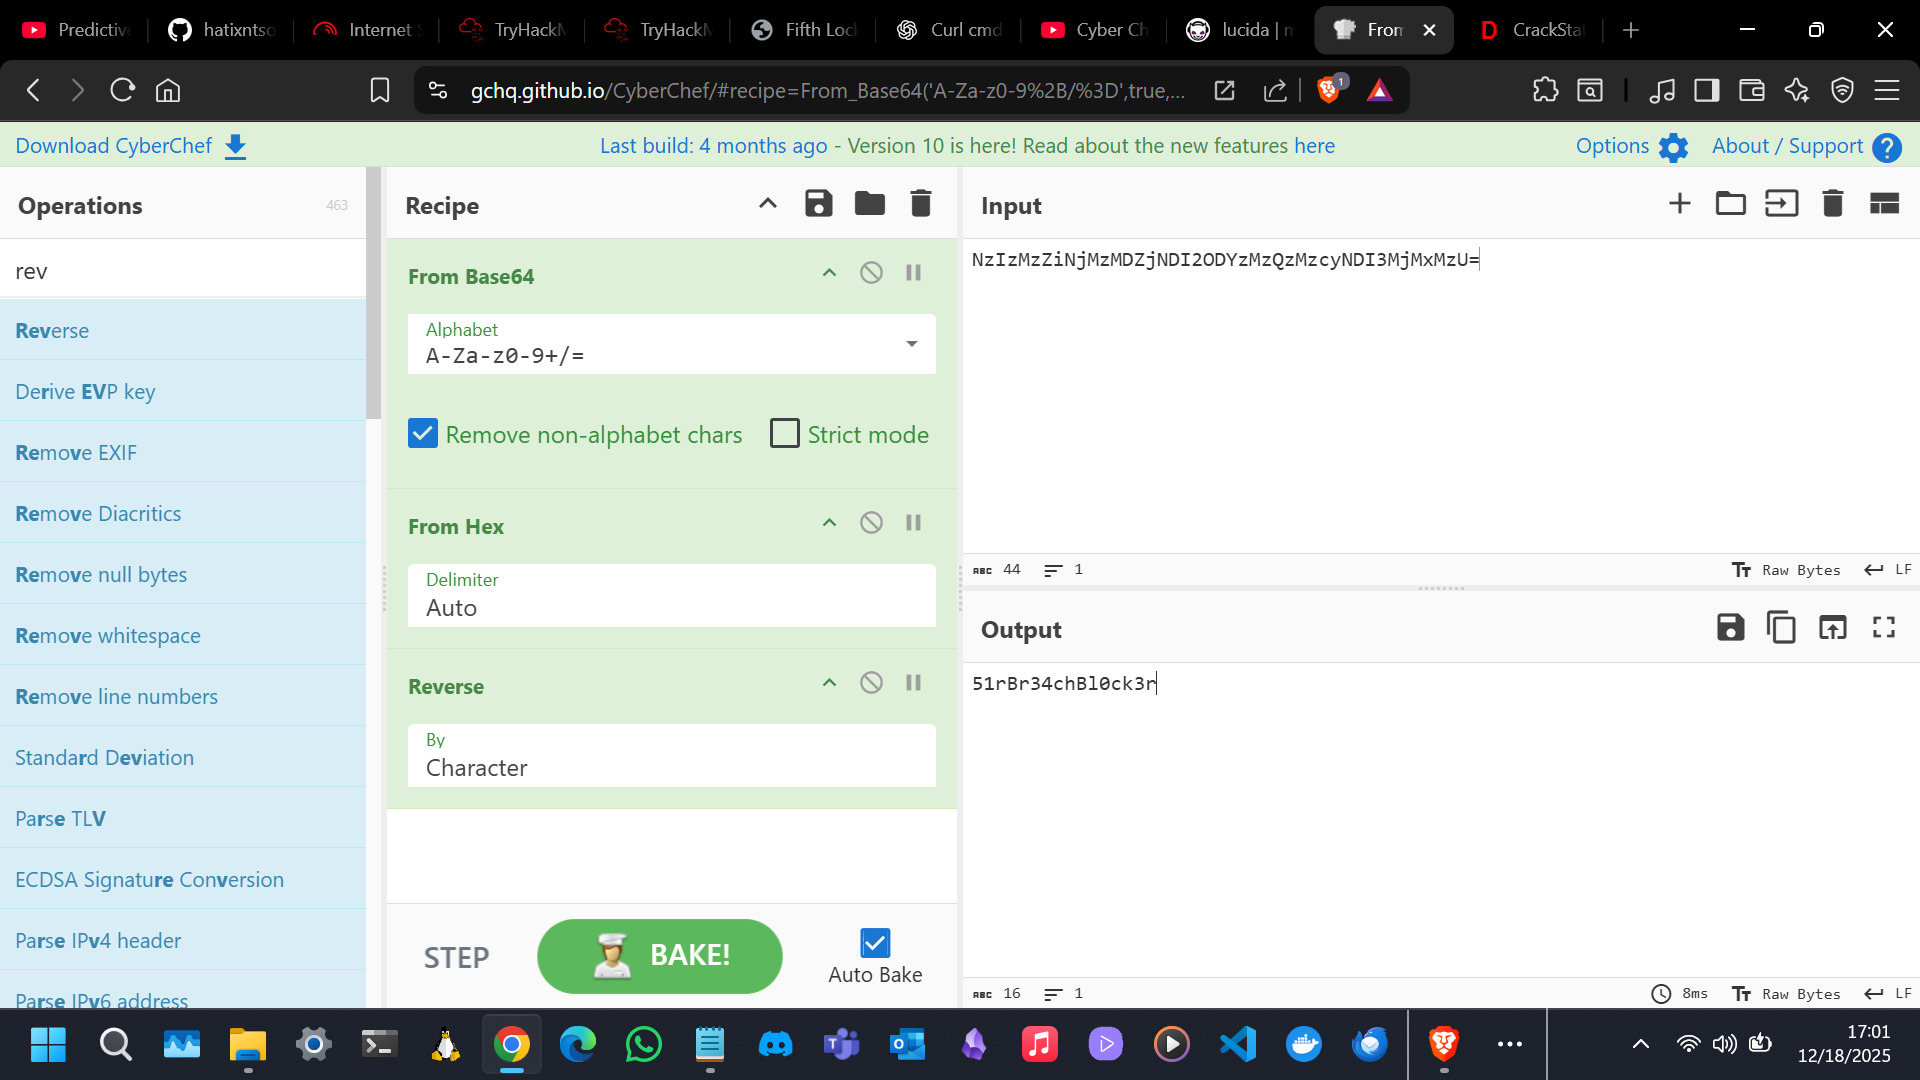 Predictive
hatixntso
Internet S
TryHackM
TryHackM
Fifth Lock
Curl cmd
Cyber Ch
lucida | m
From
CrackStat
gchq.github.io/CyberChef/#recipe=From_Base64('A-Za-z0-9%2B/%3D',true,...
1
Download CyberChef
Last build: 4 months ago - Version 10 is here! Read about the new features here
Options
About / Support
Operations
463
rev
Reverse
Derive EVP key
Remove EXIF
Remove Diacritics
Remove null bytes
Remove whitespace
Remove line numbers
Standard Deviation
Parse TLV
ECDSA Signature Conversion
Parse IPv4 header
Parse IPv6 address
Recipe
From Base64
Alphabet
A-Za-z0-9+/=
Remove non-alphabet chars
Strict mode
From Hex
Delimiter
Auto
Reverse
By
Character
STEP
BAKE!
Auto Bake
Input
NzIzMzZiNjMzMDZjNDI2ODYzMzQzMzcyNDI3MjMxMzU=
ABC 44
1
Raw Bytes
LF
Output
51rBr34chBl0ck3r
ABC 16
1
8ms
Raw Bytes
LF
17:01
12/18/2025